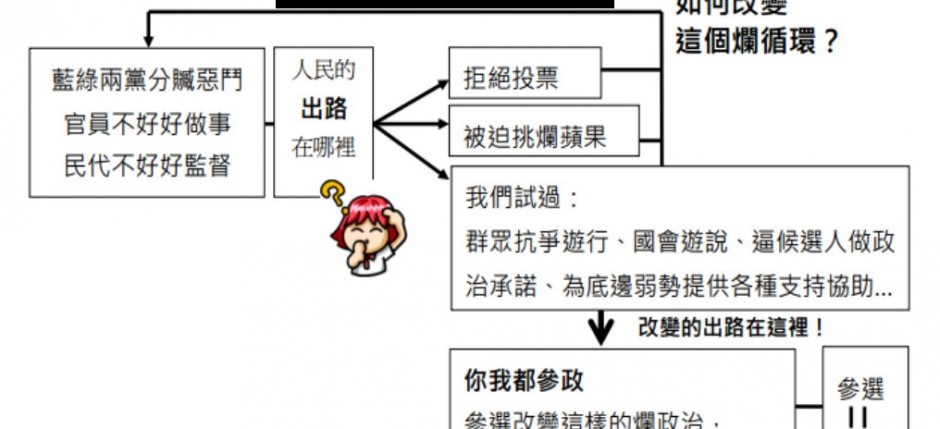 如何改變
這個爛循環？
藍綠兩黨分贓惡鬥
官員不好好做事
民代不好好監督
人民的
出路
在哪裡
拒絕投票
被迫挑爛蘋果
我們試過：
群眾抗爭遊行、國會遊說、逼候選人做政
治承諾、為底邊弱勢提供各種支持協助...
改變的出路在這裡！
你我都參政
參選改變這樣的爛政治，
參選